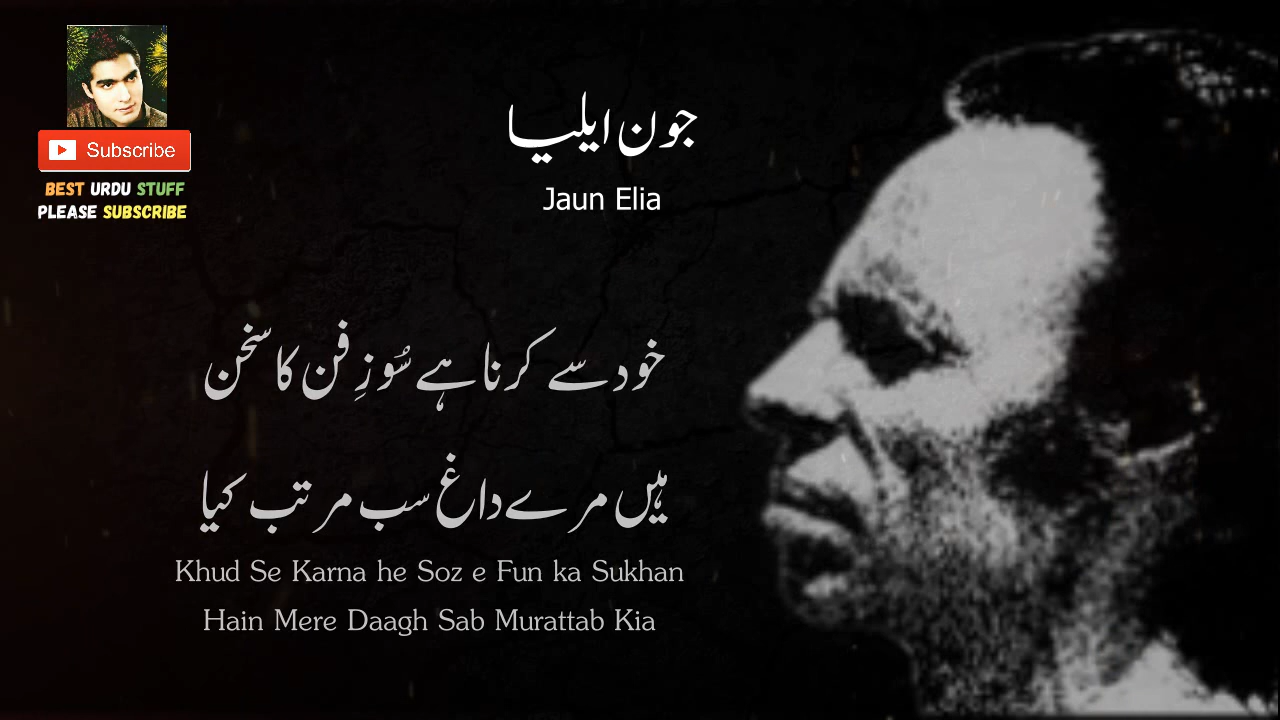 Subscribe
BEST URDU STUFF
PLEASE SUBSCRIBE
جون ایلیا
Jaun Elia
خود سے کرنا ہے سُوزِ فن کا سخن
ہیں مرے داغ سب مرتب کیا
Khud Se Karna he Soz e Fun ka Sukhan
Hain Mere Daagh Sab Murattab Kia